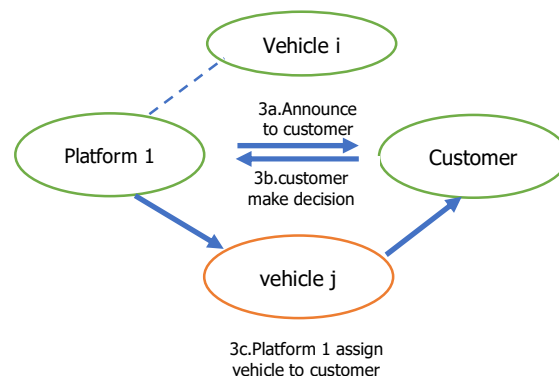 Vehicle i
3a.Announce
to customer
Platform 1
Customer
3b.customer
make decision
vehicle j
3c.Platform 1 assign
vehicle to customer